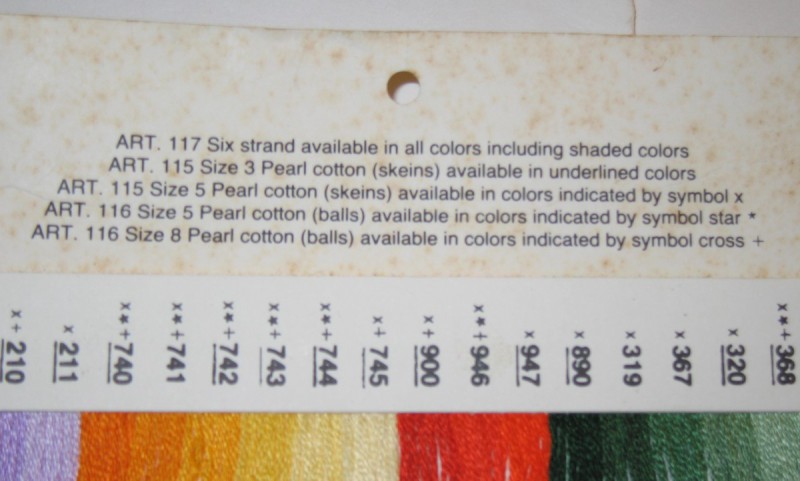 ART. 117 Six strand available in all colors including shaded colors
ART. 115 Size 3 Pearl cotton (skeins) available in underlined colors
ART. 115 Size 5 Pearl cotton (skeins) available in colors indicated by symbol x
ART. 116 Size 5 Pearl cotton (balls) available in colors indicated by symbol star *
ART. 116 Size 8 Pearl cotton (balls) available in colors indicated by symbol cross +
x + 210
x 211
x*+ 740
x*+ 741
x*+ 742
x*+ 743
x*+ 744
x + 745
x + 900
x*+ 946
x 947
x 890
x 319
x 367
x 320
x*+ 368